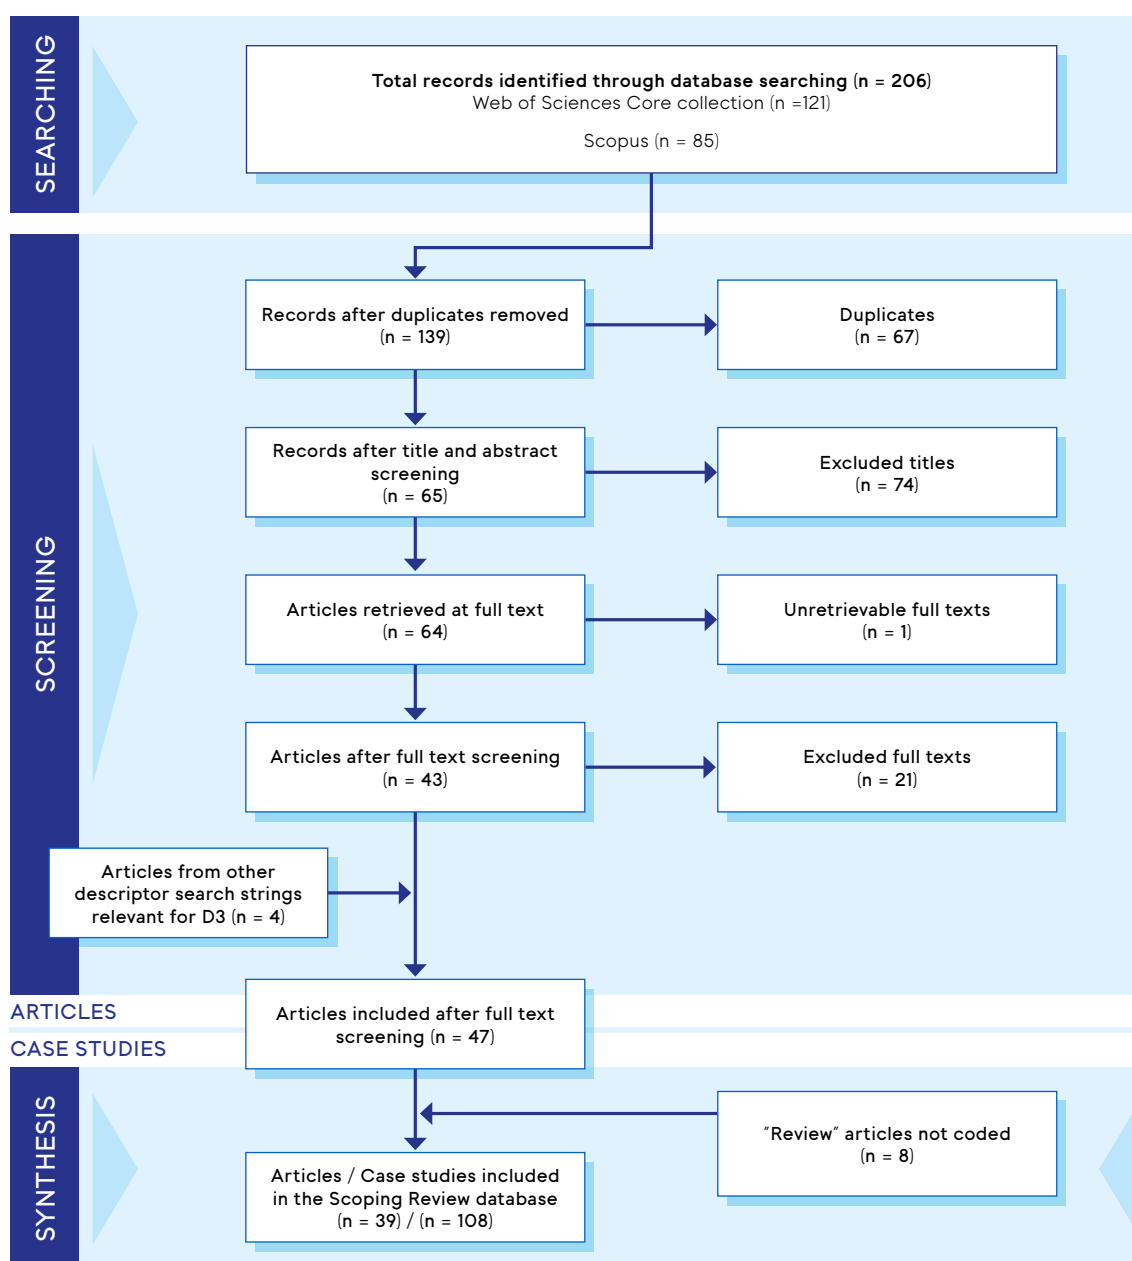 SEARCHING
Total records identified through database searching (n = 206)
Web of Sciences Core collection (n =121)
Scopus (n = 85)
SCREENING
Records after duplicates removed
(n = 139)
Duplicates
(n = 67)
Records after title and abstract
screening
(n = 65)
Excluded titles
(n = 74)
Articles retrieved at full text
(n = 64)
Unretrievable full texts
(n = 1)
Articles after full text screening
(n = 43)
Excluded full texts
(n = 21)
Articles from other
descriptor search strings
relevant for D3 (n = 4)
ARTICLES
Articles included after full text
screening (n = 47)
CASE STUDIES
SYNTHESIS
"Review" articles not coded
(n = 8)
Articles / Case studies included
in the Scoping Review database
(n = 39) / (n = 108)